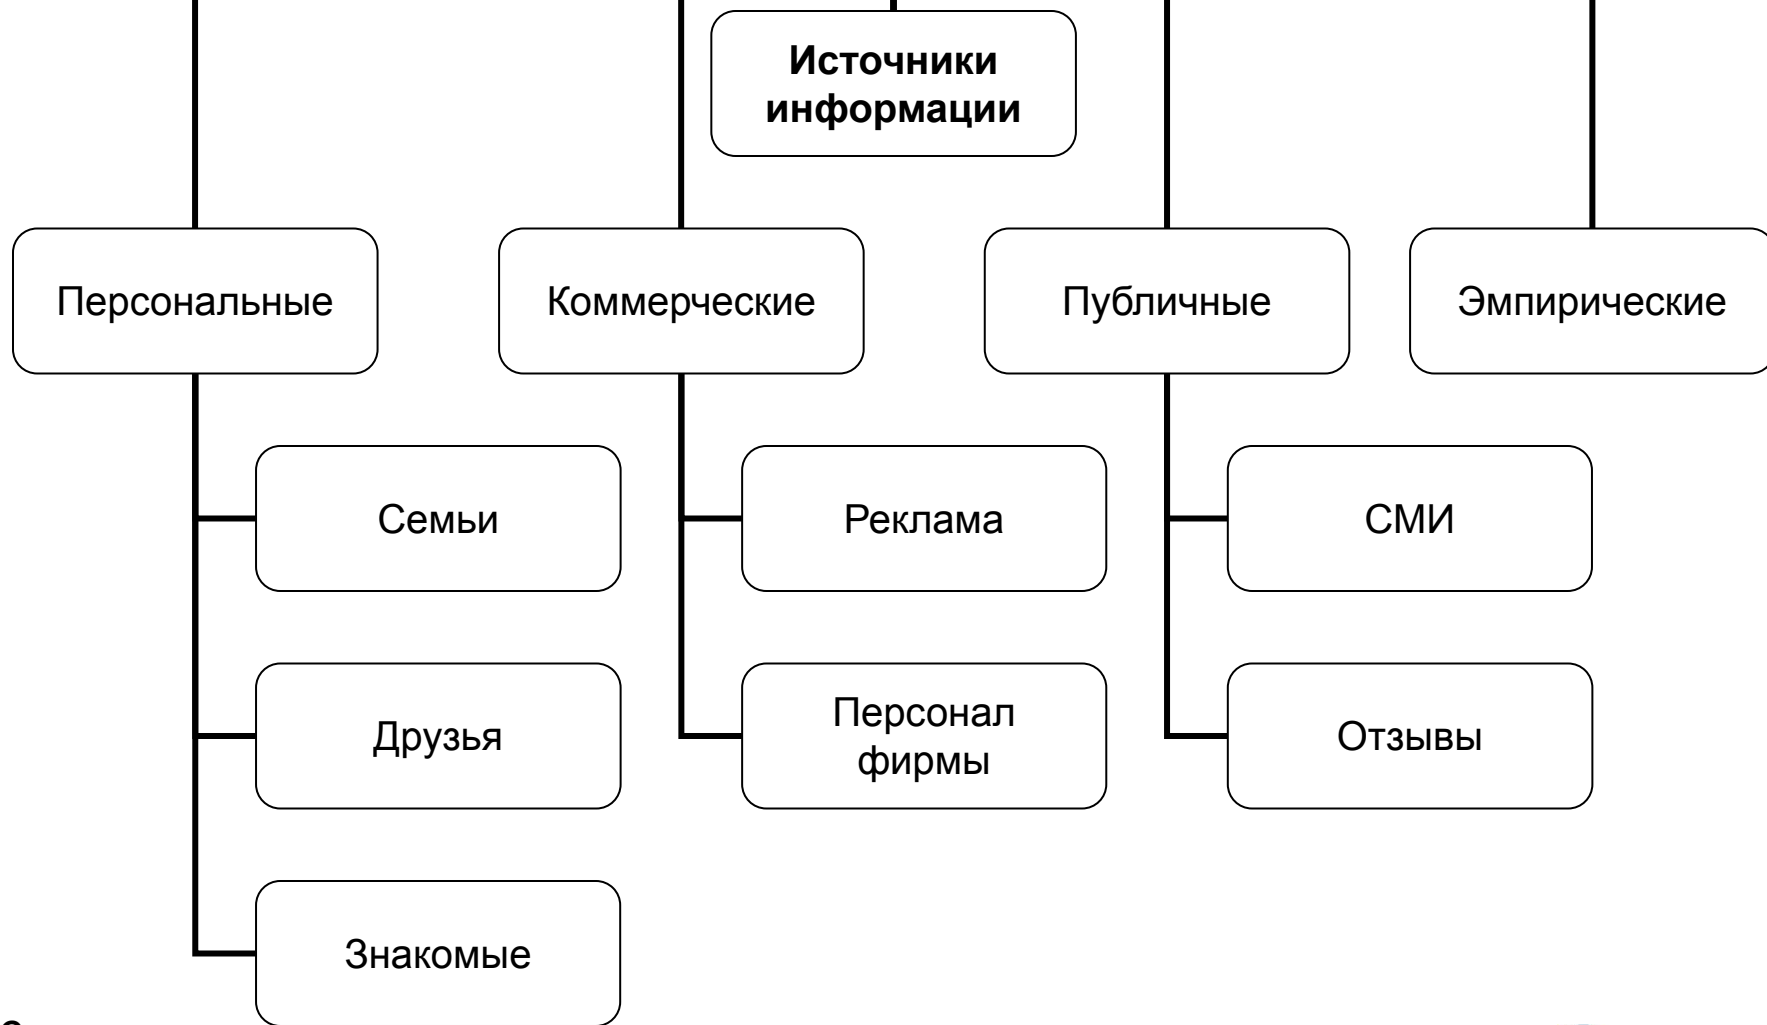 Источники
информации
Персональные
Коммерческие
Публичные
Эмпирические
Семьи
Реклама
СМИ
Друзья
Персонал
фирмы
Отзывы
Знакомые